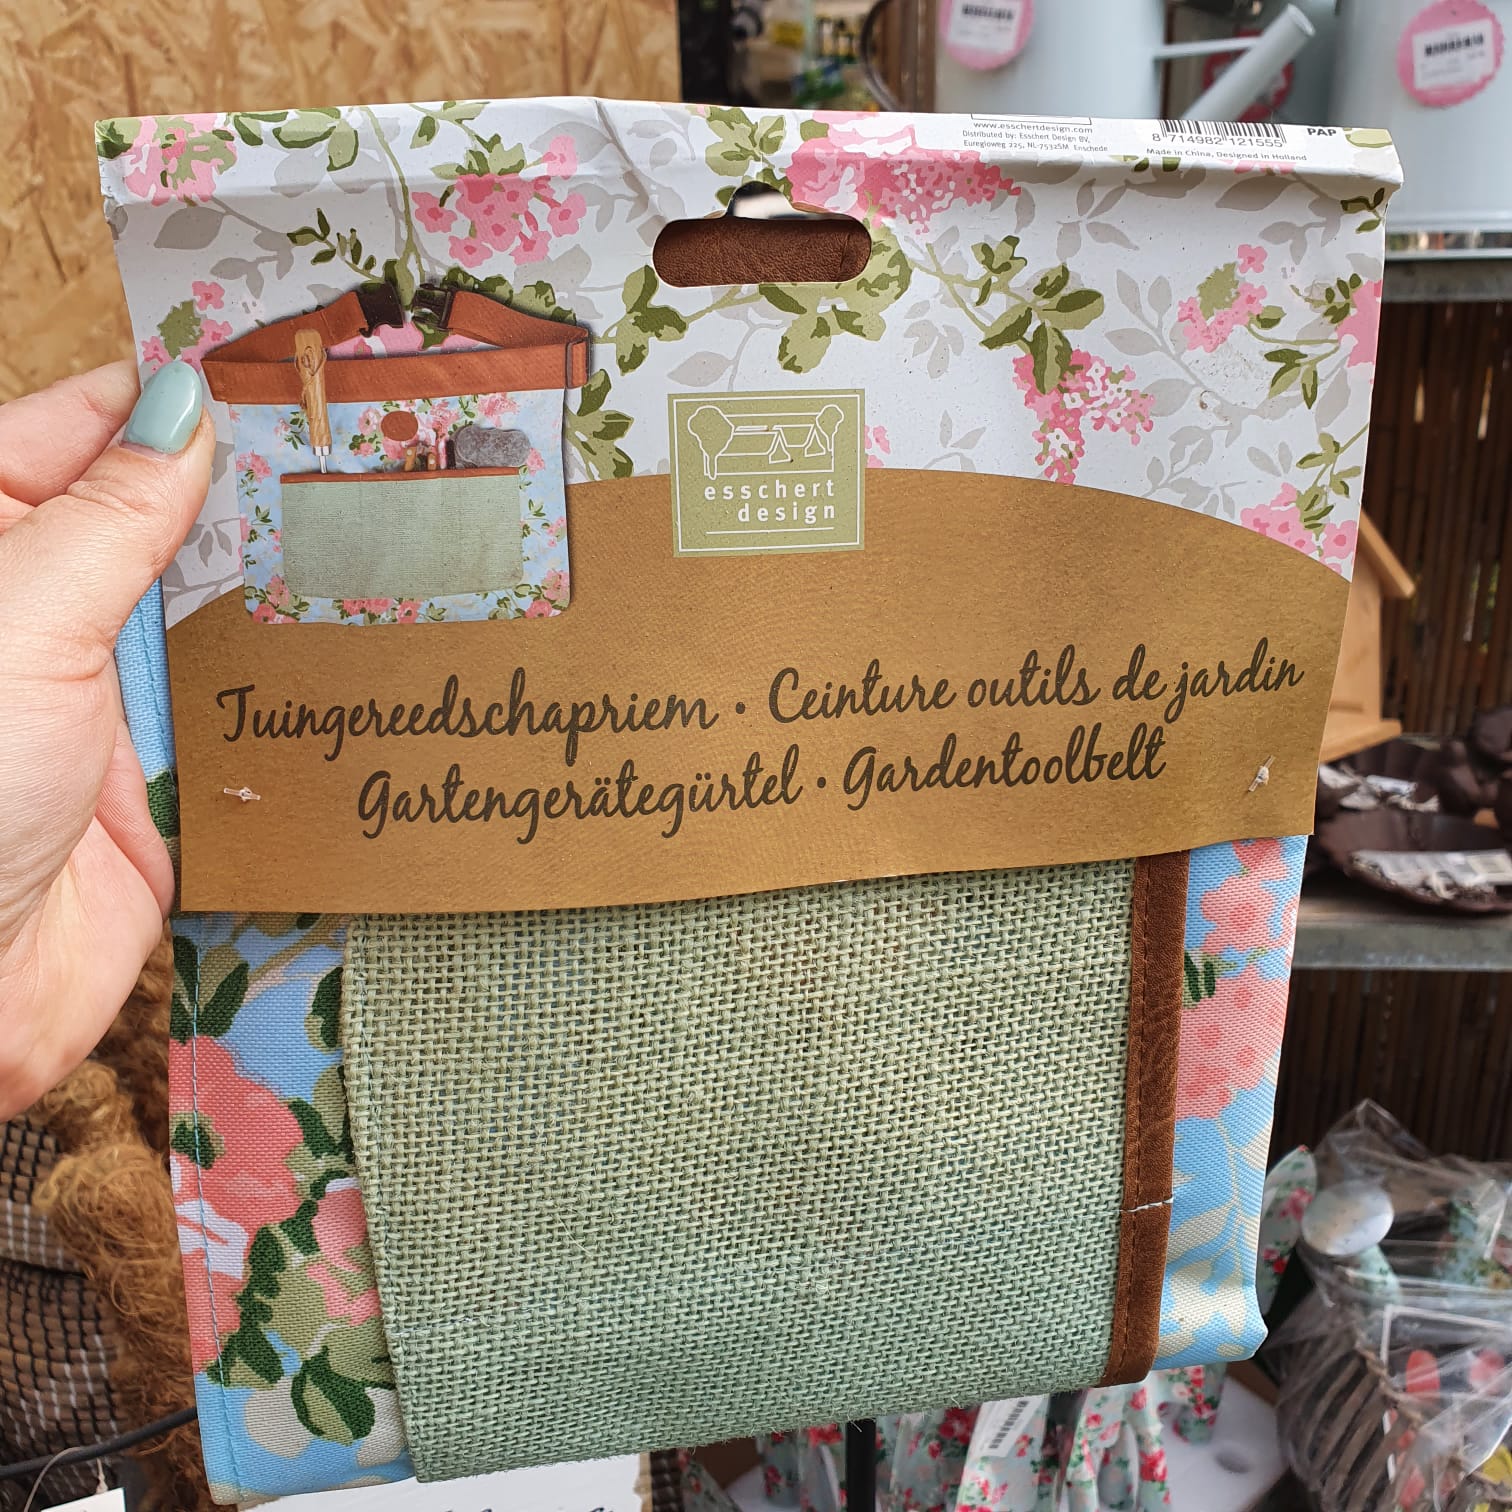 www.esschertdesign.com
Distributed by: Esschert Design BV,
Euregioweg 225, NL-7532SM Enschede
8 714982 121555
PAP
Made in China, Designed in Holland
esschert
design
Tuingereedschapriem • Ceinture outils de jardin
Gartengerätegürtel • Gardentoolbelt